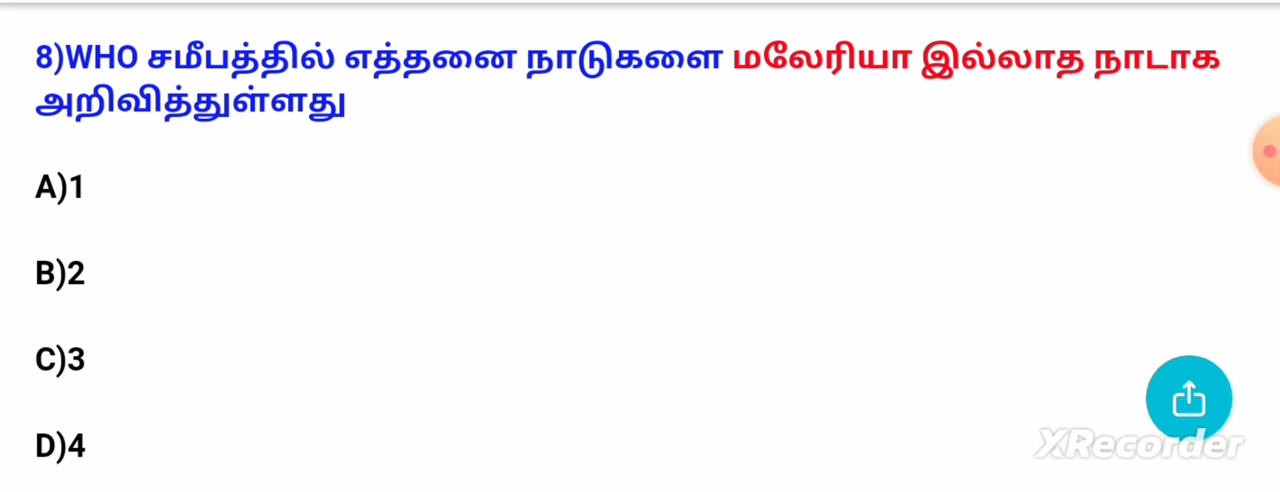 8)WHO சமீபத்தில் எத்தனை நாடுகளை மலேரியா இல்லாத நாடாக
அறிவித்துள்ளது
A)1
B)2
C)3
D)4
XRecorder